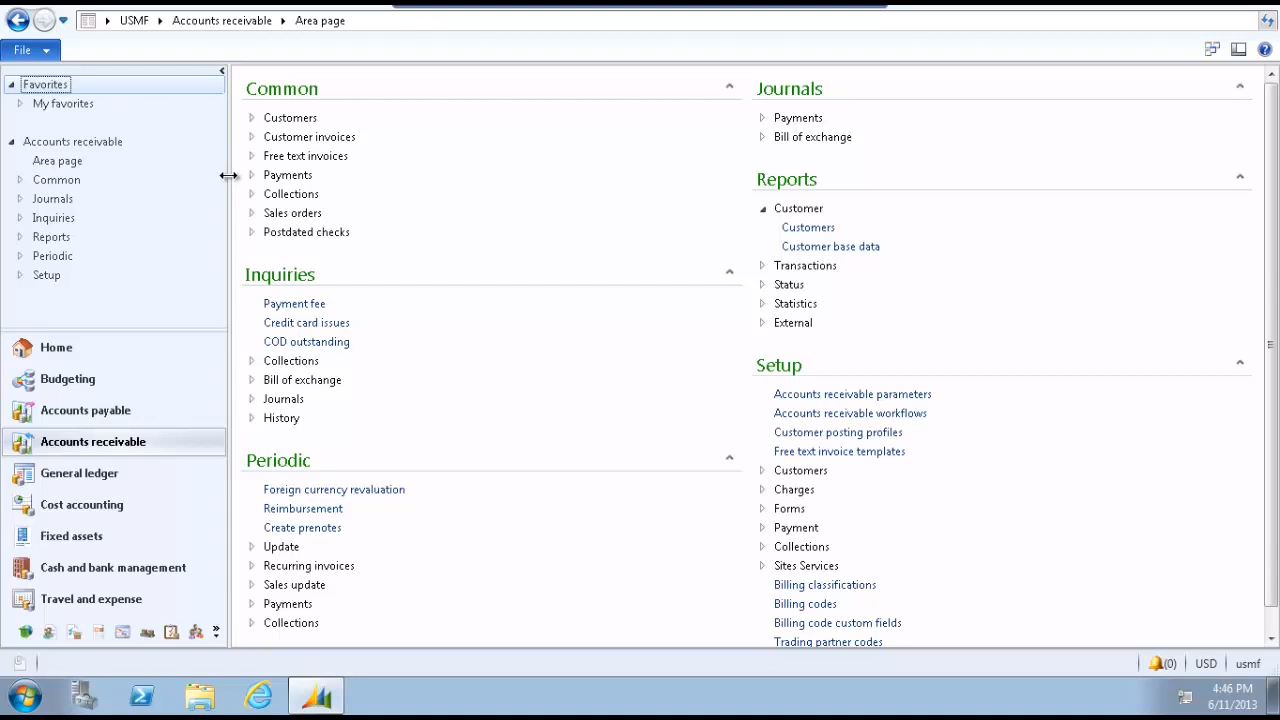 USMF Accounts receivable Area page
File
Favorites
My favorites
Accounts receivable
Area page
Common
Journals
Inquiries
Reports
Periodic
Setup
Home
Budgeting
Accounts payable
Accounts receivable
General ledger
Cost accounting
Fixed assets
Cash and bank management
Travel and expense
Common
Customers
Customer invoices
Free text invoices
Payments
Collections
Sales orders
Postdated checks
Inquiries
Payment fee
Credit card issues
COD outstanding
Collections
Bill of exchange
Journals
History
Periodic
Foreign currency revaluation
Reimbursement
Create prenotes
Update
Recurring invoices
Sales update
Payments
Collections
Journals
Payments
Bill of exchange
Reports
Customer
Customers
Customer base data
Transactions
Status
Statistics
External
Setup
Accounts receivable parameters
Accounts receivable workflows
Customer posting profiles
Free text invoice templates
Customers
Charges
Forms
Payment
Collections
Sites Services
Billing classifications
Billing codes
Billing code custom fields
Trading partner codes
(0) USD usmf
4:46 PM
6/11/2013